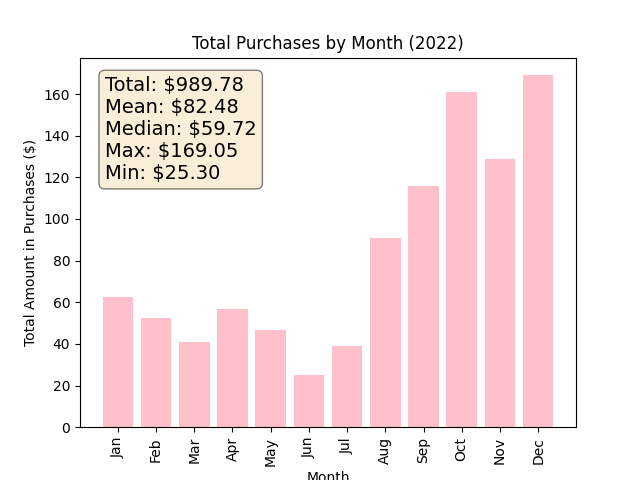 Total Purchases by Month (2022)
Total: $989.78
Mean: $82.48
Median: $59.72
Max: $169.05
Min: $25.30
Total Amount in Purchases ($)
160
140
120
100
80
60
40
20
0
Jan
Feb
Mar
Apr
May
Jun
Jul
Aug
Sep
Oct
Nov
Dec
Month